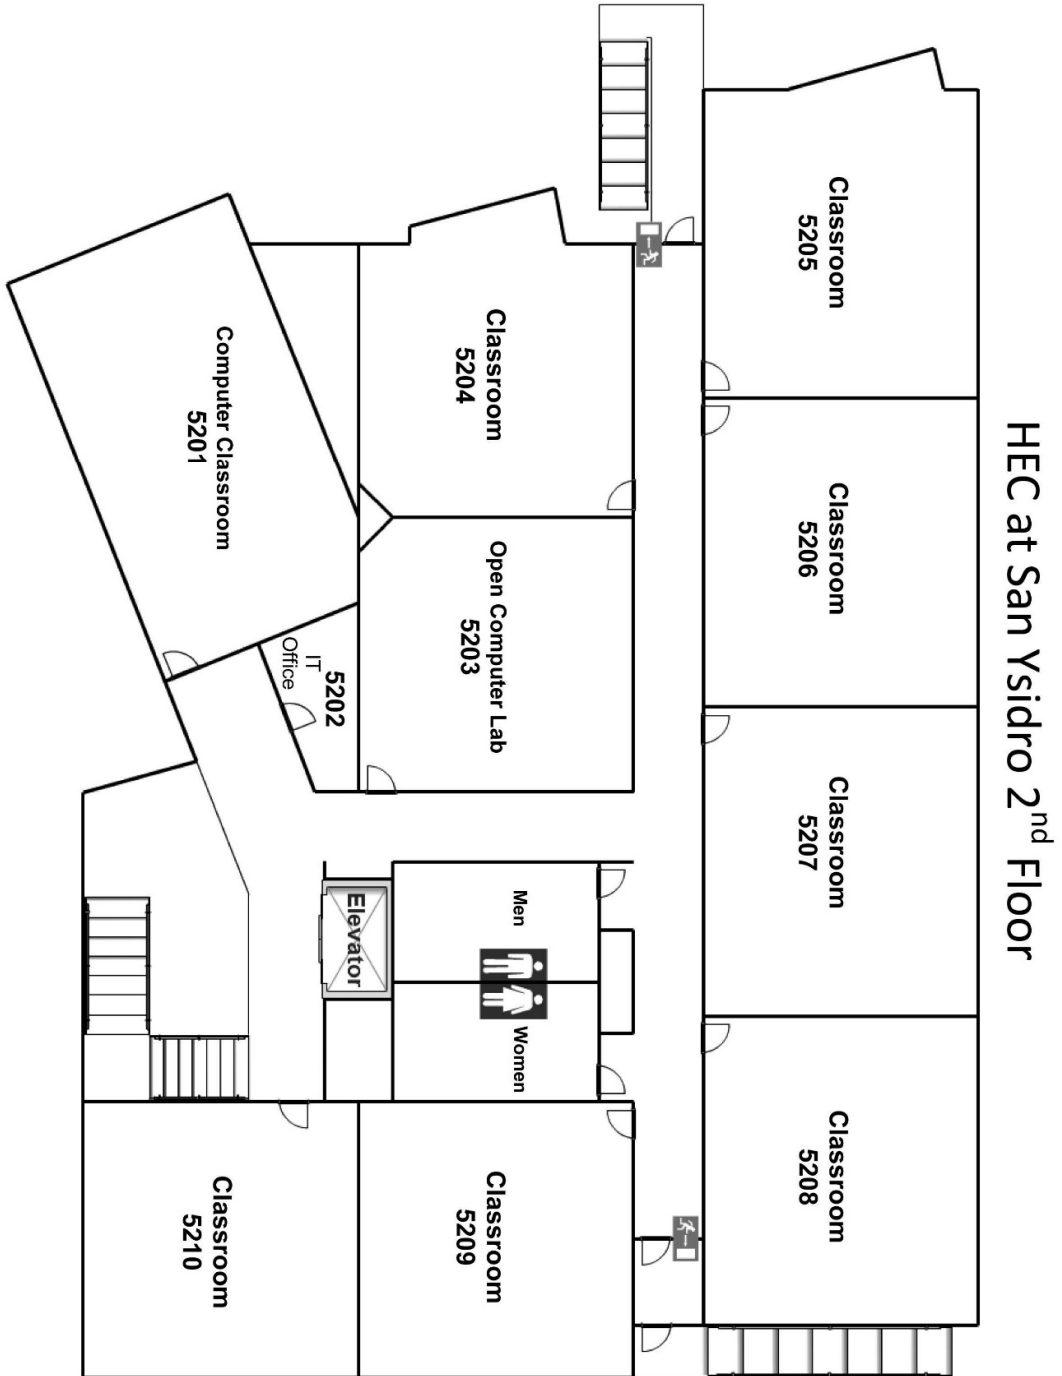 HEC at San Ysidro 2nd Floor
Classroom
5205
Classroom
5206
Classroom
5207
Classroom
5208
Classroom
5204
Open Computer Lab
5203
Men
Women
Classroom
5209
Computer Classroom
5201
5202
IT
Office
Elevator
Classroom
5210